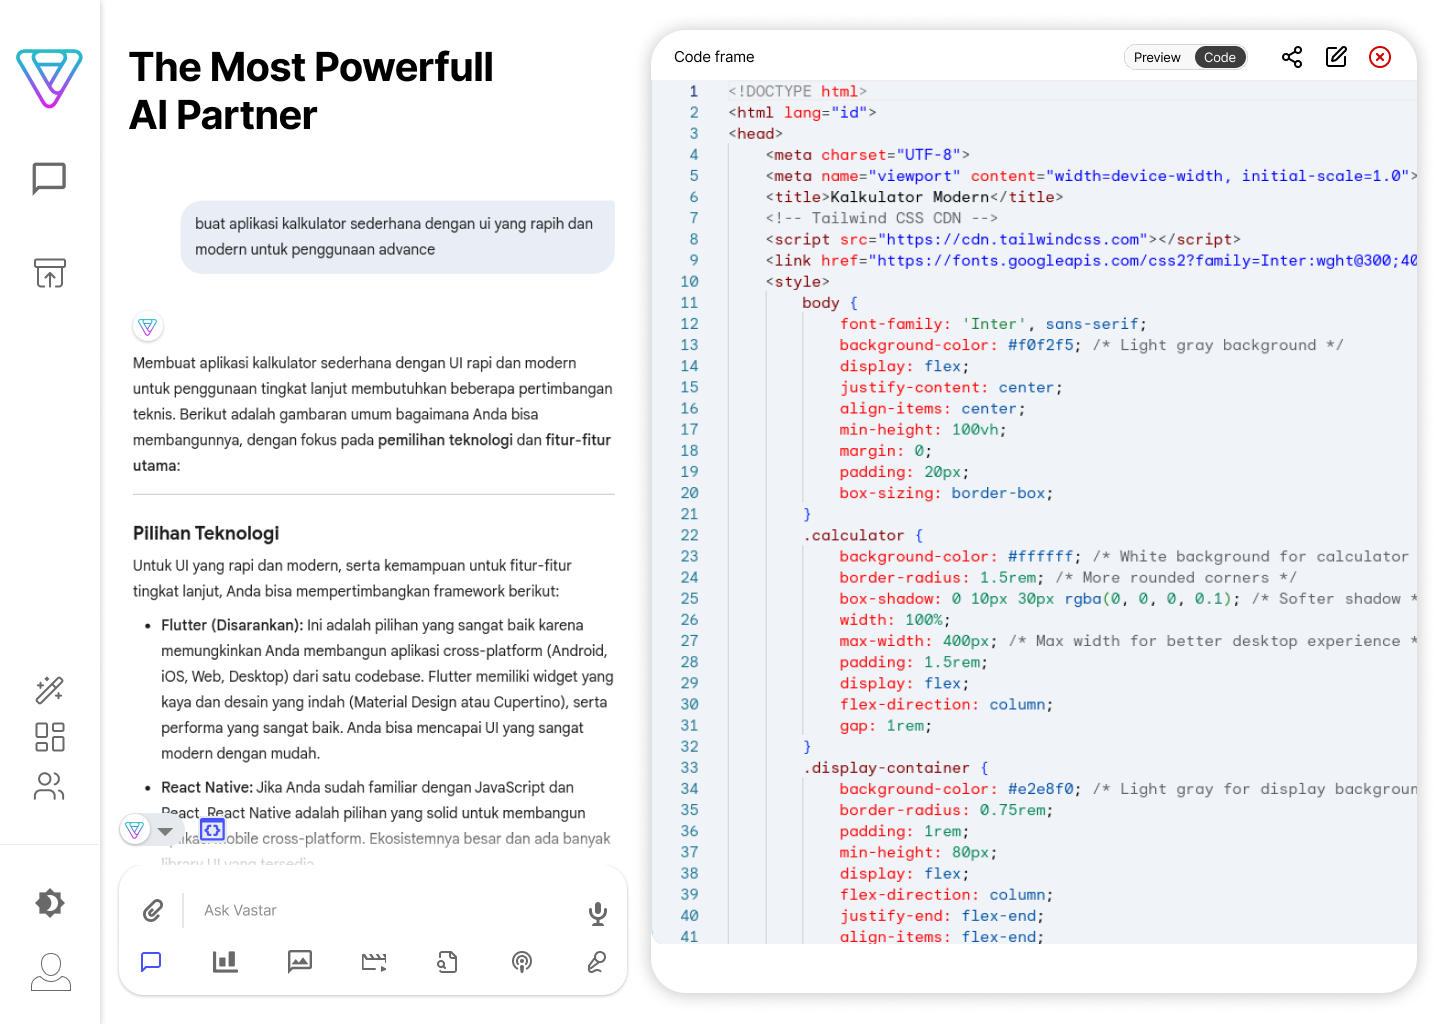 The Most Powerfull
AI Partner
buat aplikasi kalkulator sederhana dengan ui yang rapih dan
modern untuk penggunaan advance
Membuat aplikasi kalkulator sederhana dengan UI rapi dan modern
untuk penggunaan tingkat lanjut membutuhkan beberapa pertimbangan
teknis. Berikut adalah gambaran umum bagaimana Anda bisa
membangunnya, dengan fokus pada pemilihan teknologi dan fitur-fitur
utama:
Pilihan Teknologi
Untuk UI yang rapi dan modern, serta kemampuan untuk fitur-fitur
tingkat lanjut, Anda bisa mempertimbangkan framework berikut:
• Flutter (Disarankan): Ini adalah pilihan yang sangat baik karena
memungkinkan Anda membangun aplikasi cross-platform (Android,
iOS, Web, Desktop) dari satu codebase. Flutter memiliki widget yang
kaya dan desain yang indah (Material Design atau Cupertino), serta
performa yang sangat baik. Anda bisa mencapai UI yang sangat
modern dengan mudah.
• React Native: Jika Anda sudah familiar dengan JavaScript dan
React, React Native adalah pilihan yang solid untuk membangun
aplikasi mobile cross-platform. Ekosistemnya besar dan ada banyak
library UI yang tersedia
Ask Vastar
Code frame
Preview Code
1 <!DOCTYPE html>
2 <html lang="id">
3 <head>
4 <meta charset="UTF-8">
5 <meta name="viewport" content="width=device-width, initial-scale=1.0">
6 <title>Kalkulator Modern</title>
7 <!-- Tailwind CSS CDN -->
8 <script src="https://cdn.tailwindcss.com"></script>
9 <link href="https://fonts.googleapis.com/css2?family=Inter:wght@300;40
10 <style>
11 body {
12 font-family: 'Inter', sans-serif;
13 background-color: #f0f2f5; /* Light gray background */
14 display: flex;
15 justify-content: center;
16 align-items: center;
17 min-height: 100vh;
18 margin: 0;
19 padding: 20px;
20 box-sizing: border-box;
21 }
22 .calculator {
23 background-color: #ffffff; /* White background for calculator
24 border-radius: 1.5rem; /* More rounded corners */
25 box-shadow: 0 10px 30px rgba(0, 0, 0, 0.1); /* Softer shadow *
26 width: 100%;
27 max-width: 400px; /* Max width for better desktop experience *
28 padding: 1.5rem;
29 display: flex;
30 flex-direction: column;
31 gap: 1rem;
32 }
33 .display-container {
34 background-color: #e2e8f0; /* Light gray for display backgroun
35 border-radius: 0.75rem;
36 padding: 1rem;
37 min-height: 80px;
38 display: flex;
39 flex-direction: column;
40 justify-end: flex-end;
41 align-items: flex-end;